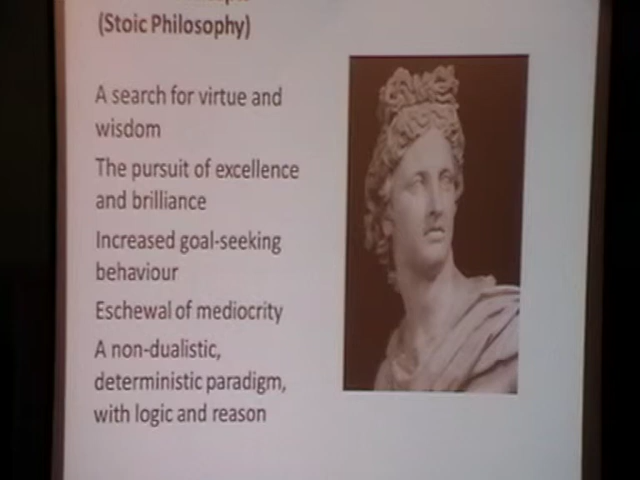 (Stoic Philosophy)
A search for virtue and
wisdom
The pursuit of excellence
and brilliance
Increased goal-seeking
behaviour
Eschewal of mediocrity
A non-dualistic,
deterministic paradigm,
with logic and reason